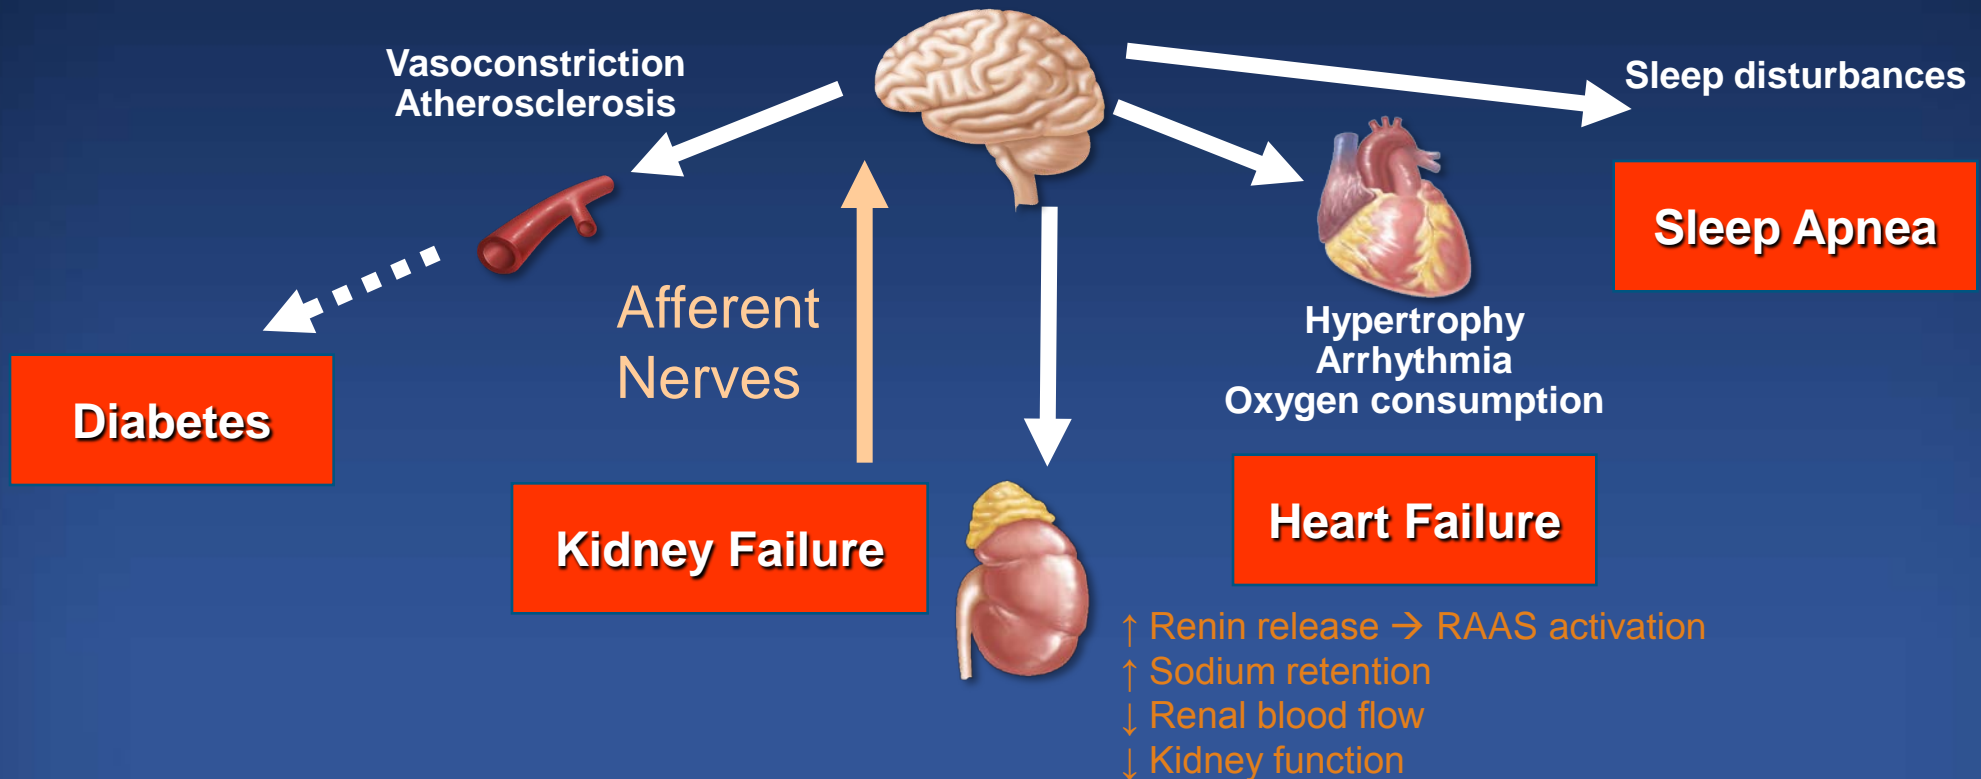 Vasoconstriction
Atherosclerosis
Sleep disturbances
Sleep Apnea
Afferent
Nerves
Hypertrophy
Arrhythmia
Oxygen consumption
Diabetes
Kidney Failure
Heart Failure
↑ Renin release → RAAS activation
↑ Sodium retention
↓ Renal blood flow
↓ Kidney function